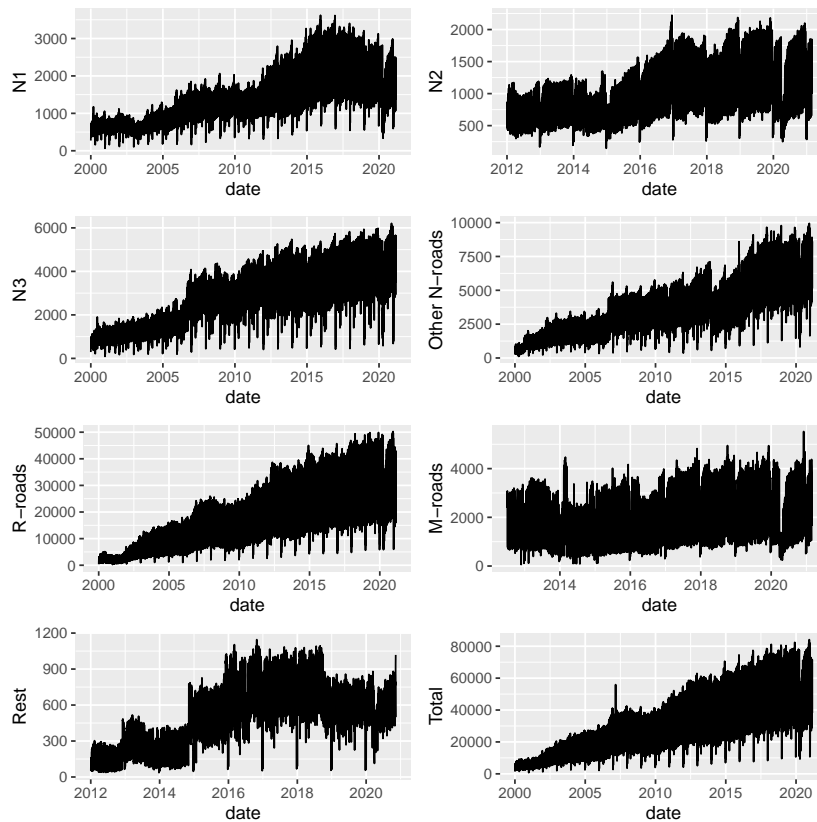 N1
3000
2000
1000
0
2000 2005 2010 2015 2020
date
N2
2000
1500
1000
500
2012 2014 2016 2018 2020
date
N3
6000
4000
2000
0
2000 2005 2010 2015 2020
date
Other N−roads
10000
7500
5000
2500
0
2000 2005 2010 2015 2020
date
R−roads
50000
40000
30000
20000
10000
0
2000 2005 2010 2015 2020
date
M−roads
4000
2000
0
2014 2016 2018 2020
date
Rest
1200
900
600
300
0
2012 2014 2016 2018 2020
date
Total
80000
60000
40000
20000
0
2000 2005 2010 2015 2020
date